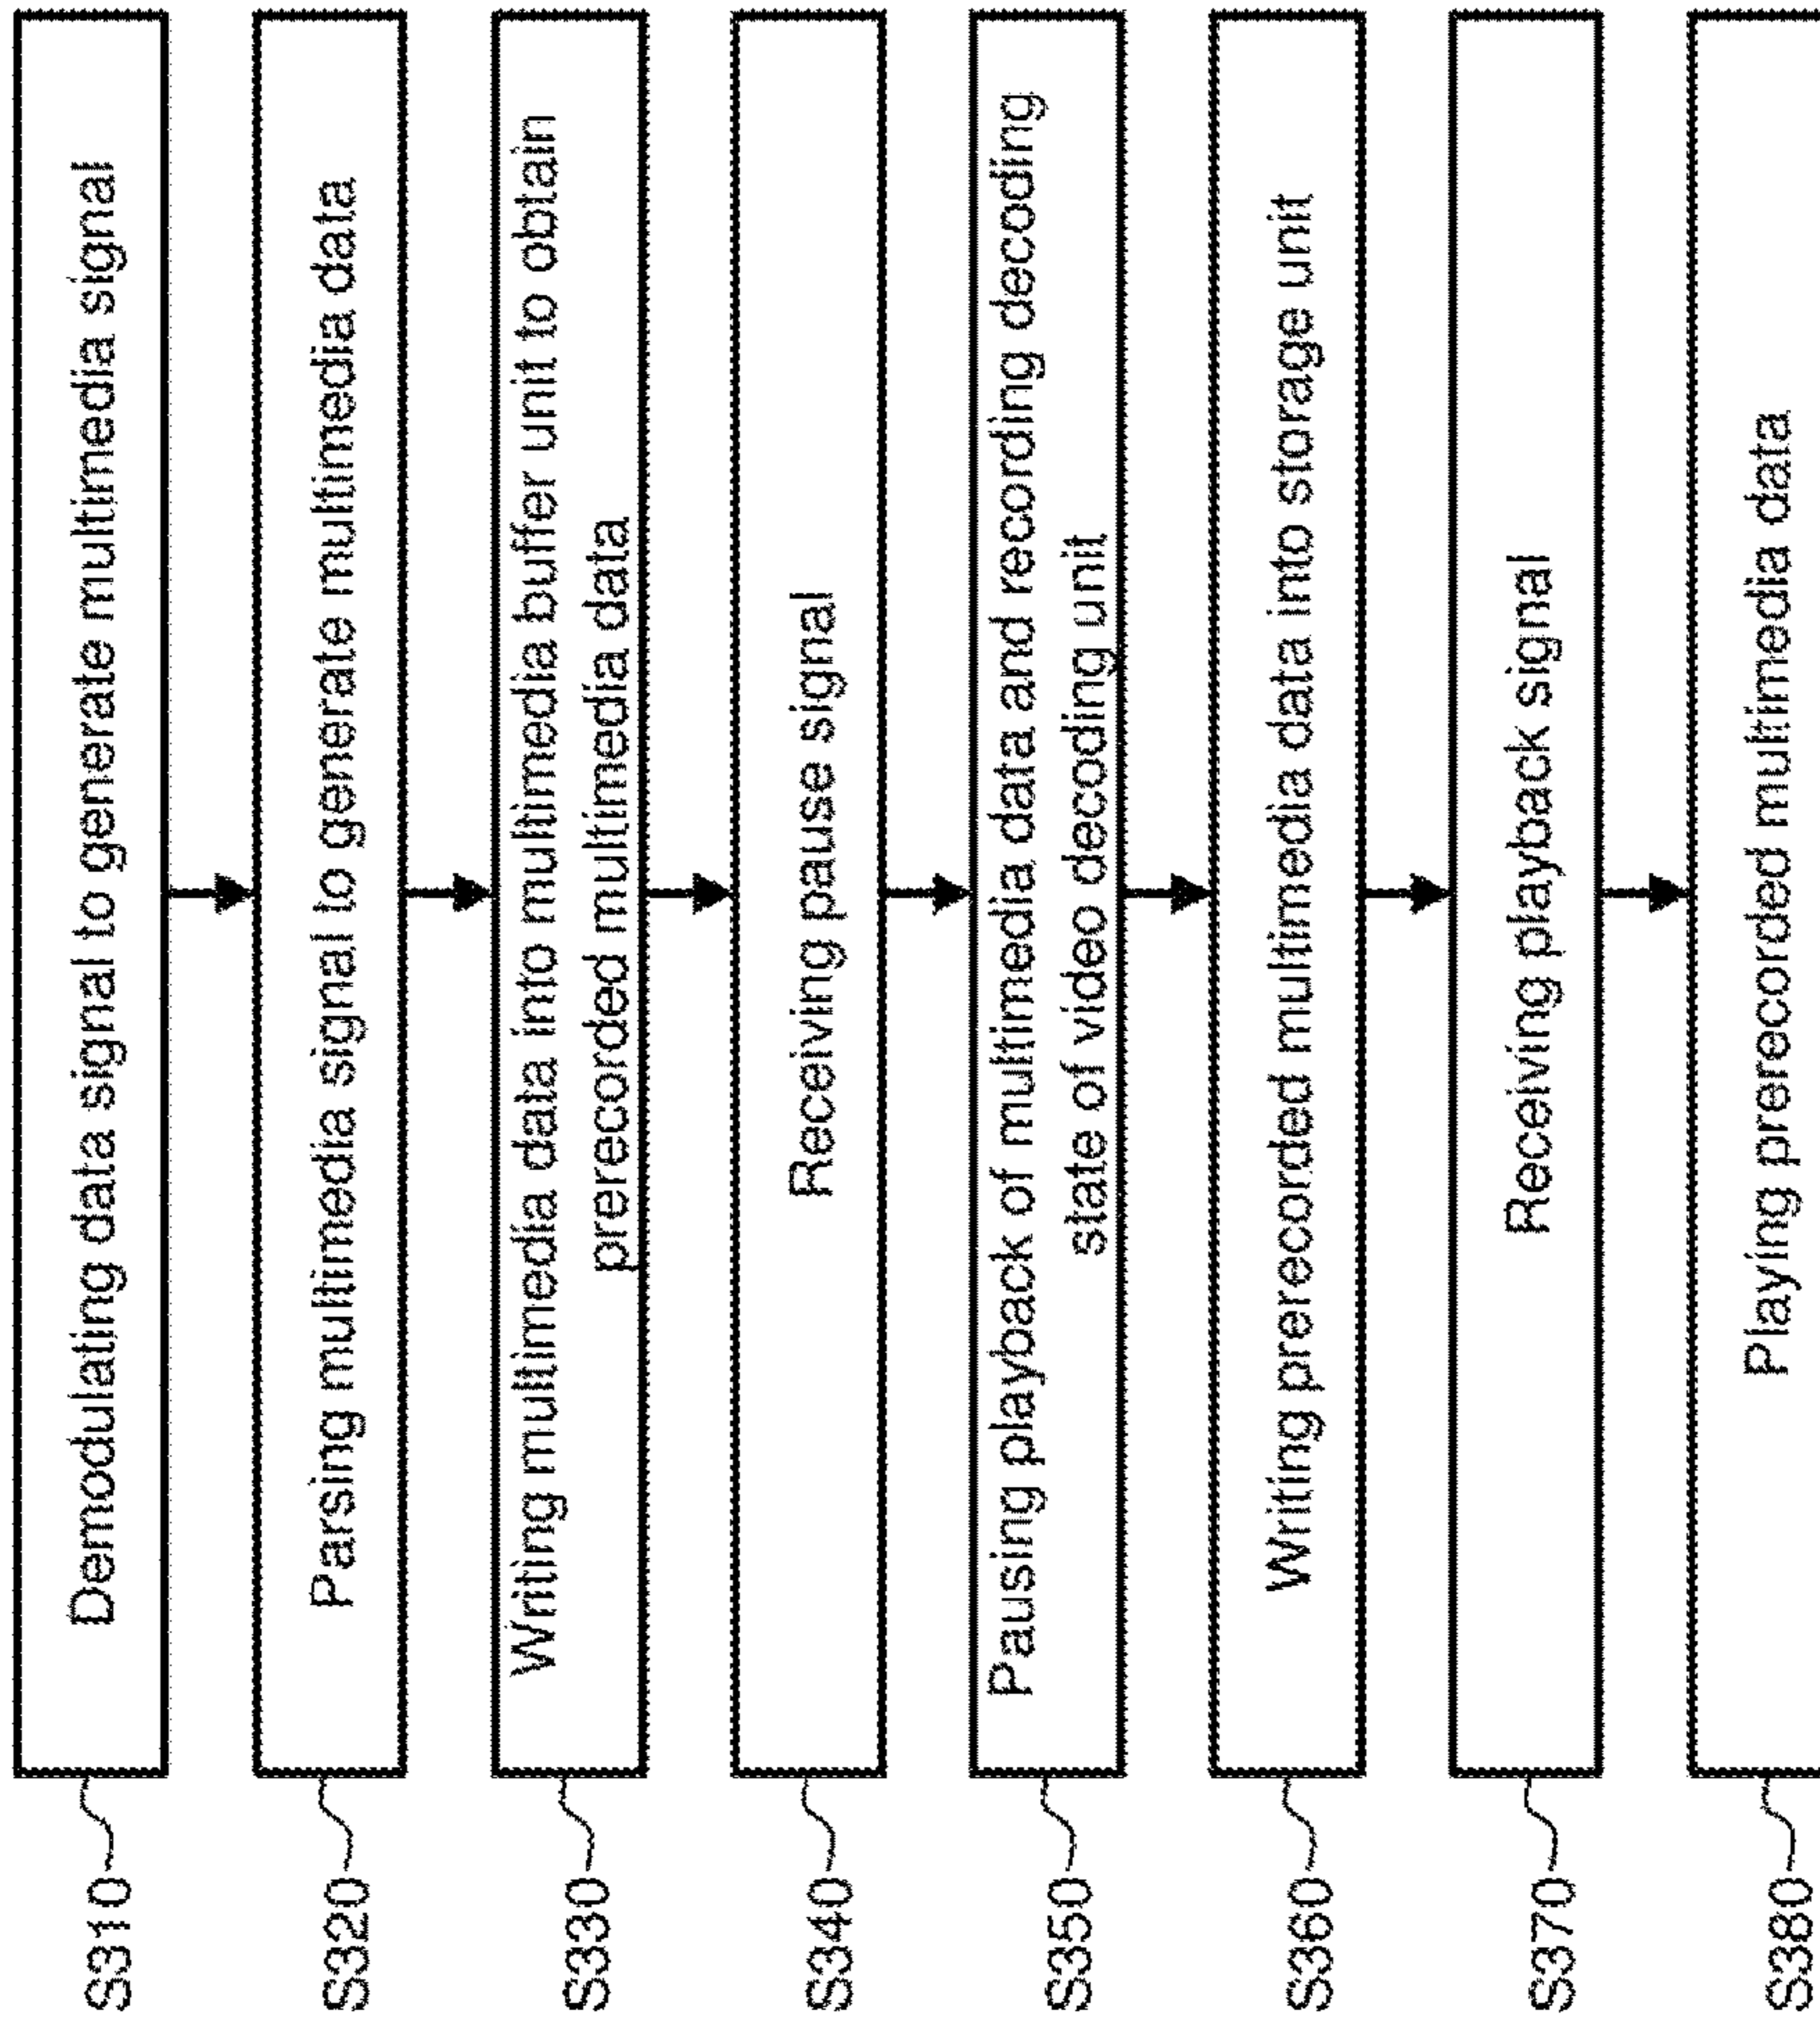 S310
Demodulating data signal to generate multimedia signal
S320
Parsing multimedia signal to generate multimedia data
S330
Writing multimedia data into multimedia buffer unit to obtain
prerecorded multimedia data
S340
Receiving pause signal
S350
Pausing playback of multimedia data and recording decoding
state of video decoding unit
S360
Writing prerecorded multimedia data into storage unit
S370
Receiving playback signal
S380
Playing prerecorded multimedia data